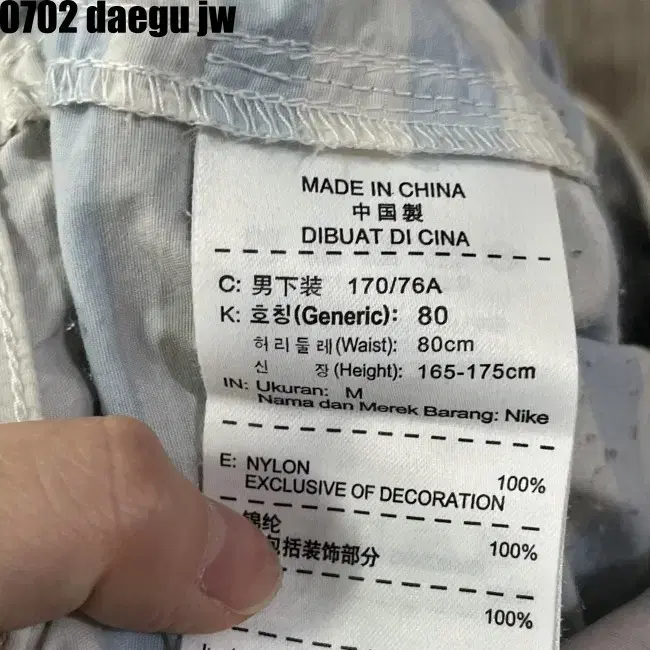 0702 daegu jw
MADE IN CHINA
中国製
DIBUAT DI CINA
C: 男下装 170/76A
K: 호칭(Generic): 80
허리둘레(Waist): 80cm
신 장(Height): 165-175cm
IN: Ukuran: M
Nama dan Merek Barang: Nike
E: NYLON 100%
EXCLUSIVE OF DECORATION
锦纶 100%
包括装饰部分
100%